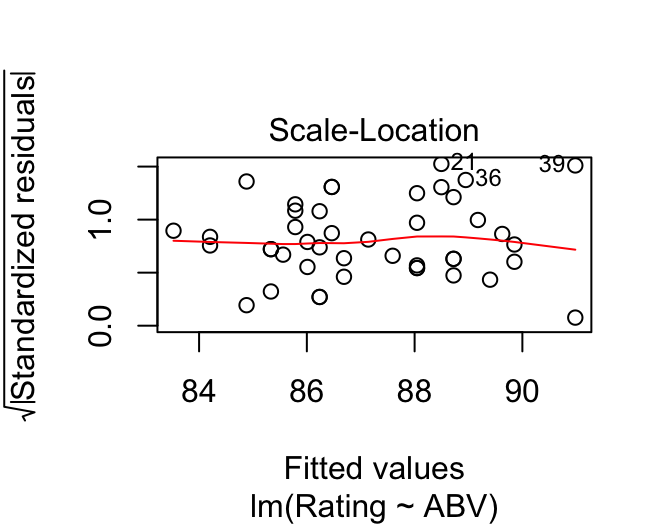 Scale-Location
√|Standardized residuals|
1.0
0.0
21
36
39
84 86 88 90
Fitted values
lm(Rating ~ ABV)